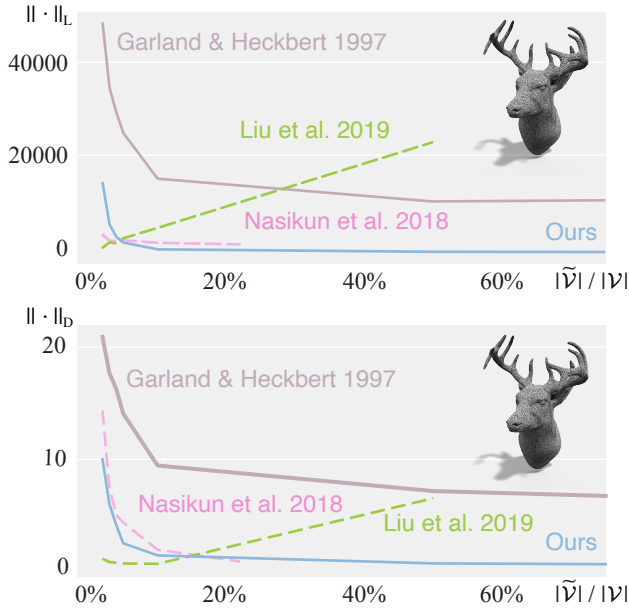 ‖ · ‖L
Garland & Heckbert 1997
40000
Liu et al. 2019
20000
Nasikun et al. 2018
Ours
0
0% 20% 40% 60% |Ṽ| / |V|
‖ · ‖D
20
Garland & Heckbert 1997
10
Nasikun et al. 2018
Liu et al. 2019
Ours
0
0% 20% 40% 60% |Ṽ| / |V|